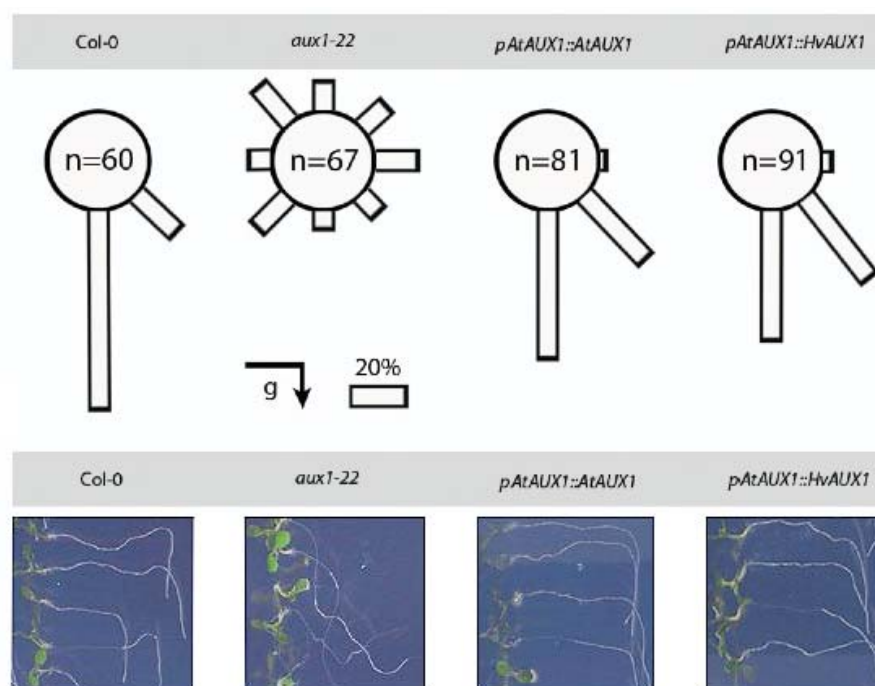 Col-0 aux1-22 pAtAUX1::AtAUX1 pAtAUX1::HvAUX1
n=60 n=67 n=81 n=91
20%
g
Col-0 aux1-22 pAtAUX1::AtAUX1 pAtAUX1::HvAUX1